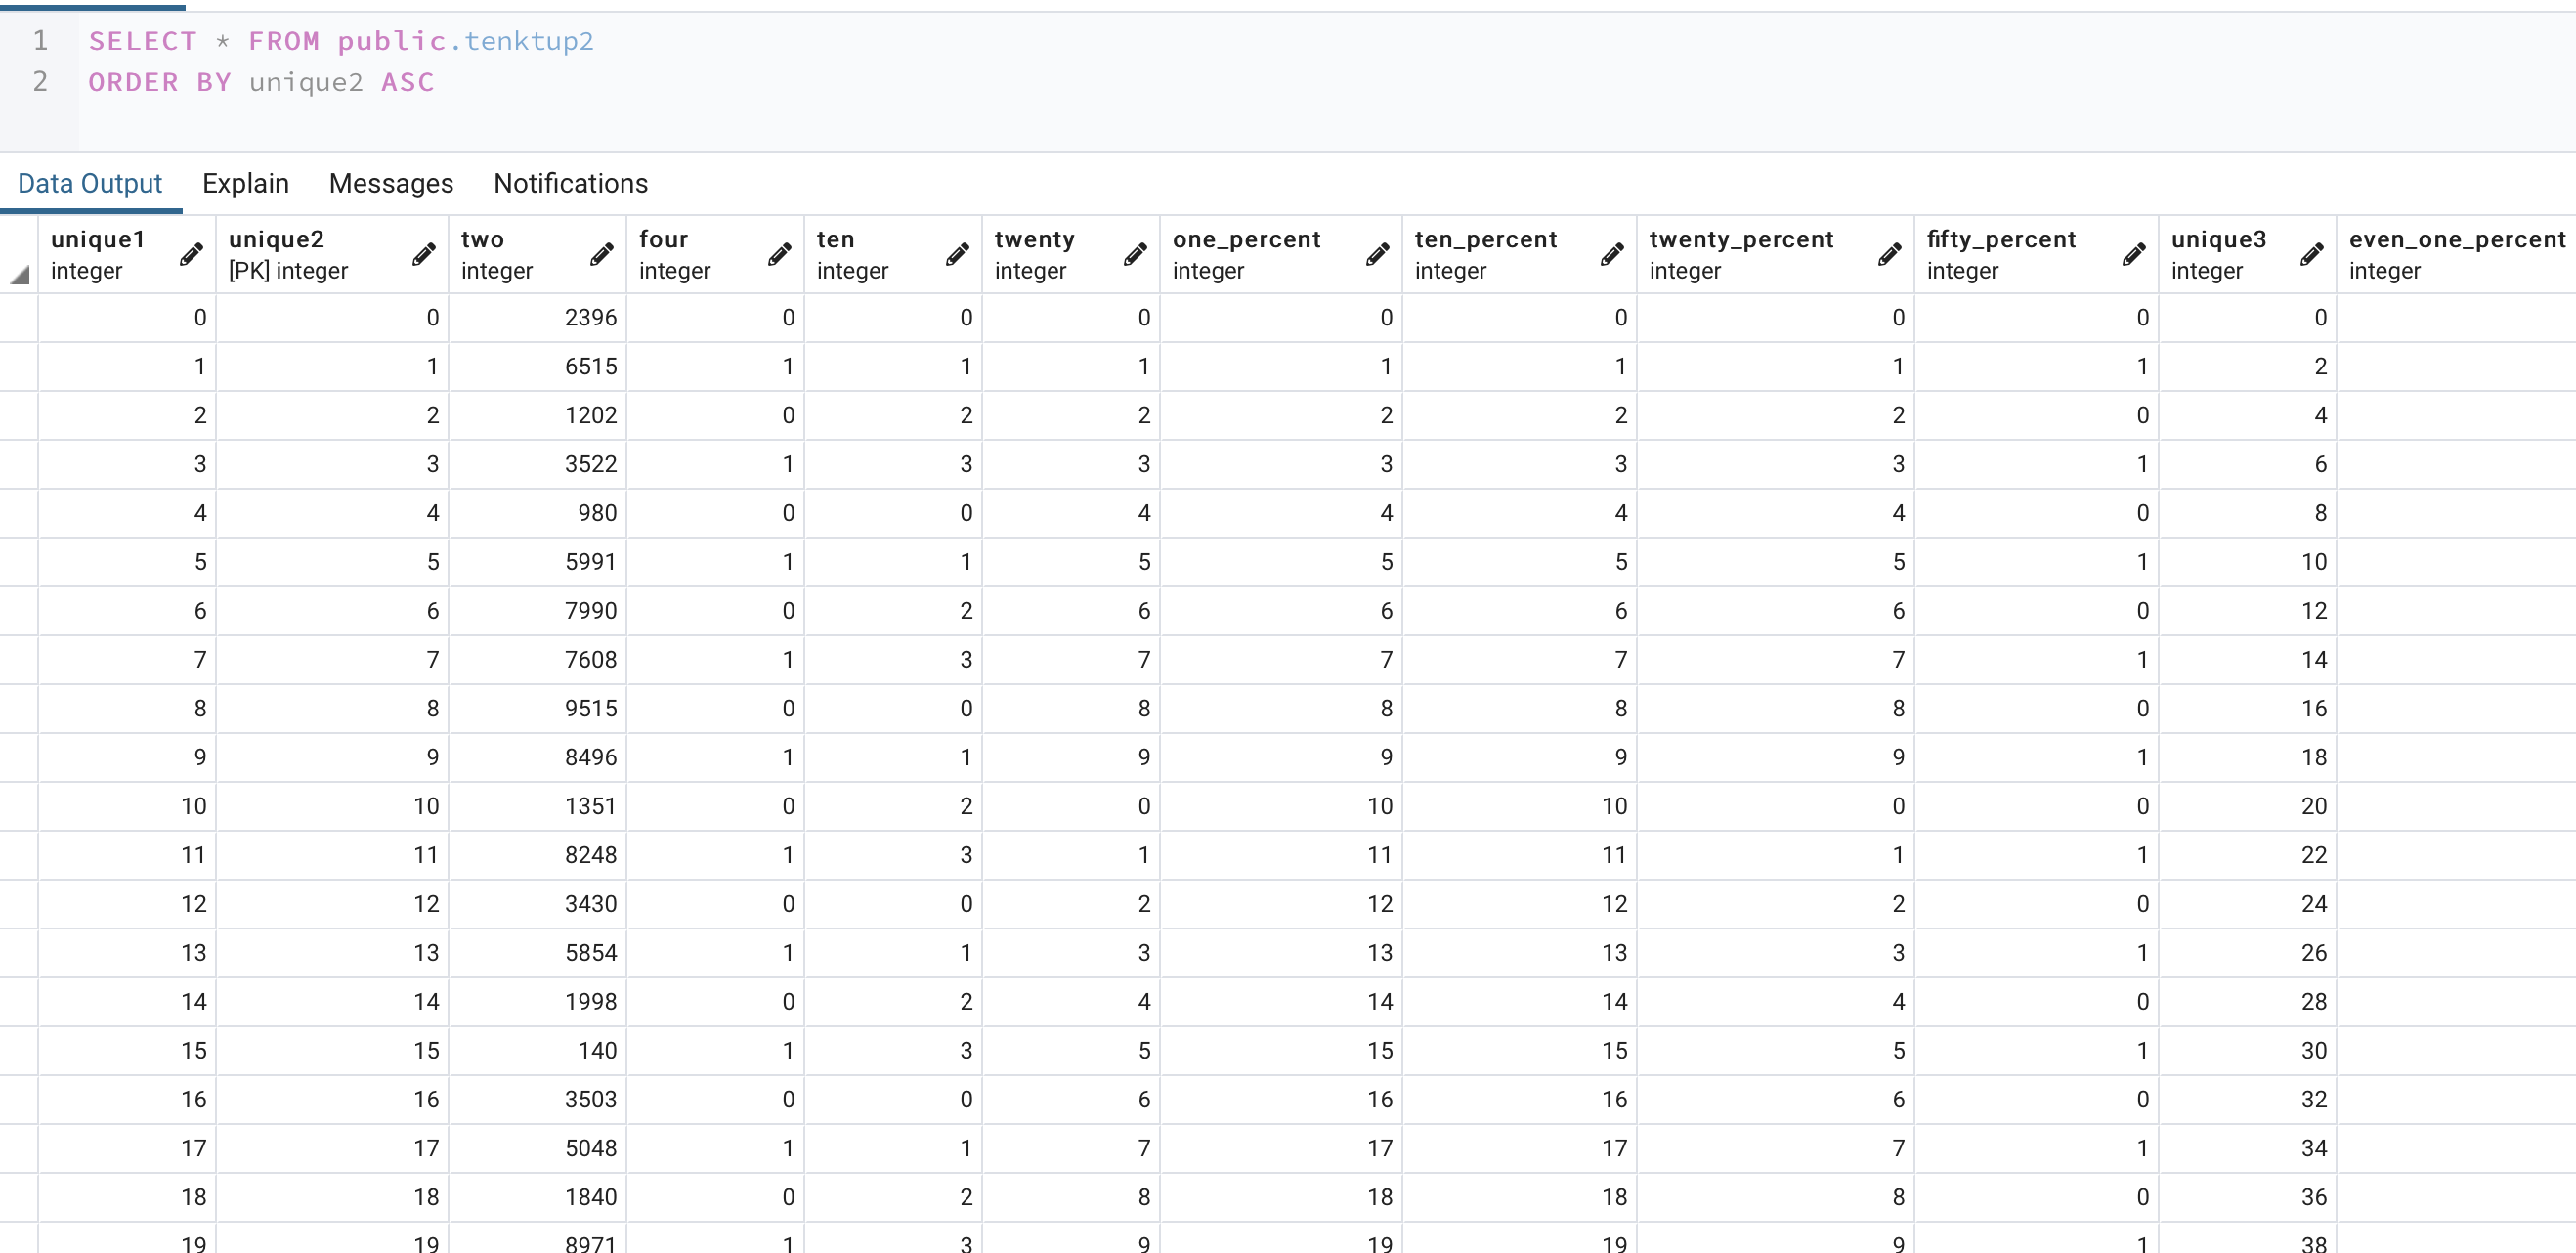 1 SELECT * FROM public.tenktup2
2 ORDER BY unique2 ASC
Data Output Explain Messages Notifications
unique1 unique2 two four ten twenty one_percent ten_percent twenty_percent fifty_percent unique3 even_one_percent
integer [PK] integer integer integer integer integer integer integer integer integer integer integer
0 0 2396 0 0 0 0 0 0 0 0
1 1 6515 1 1 1 1 1 1 1 2
2 2 1202 0 2 2 2 2 2 0 4
3 3 3522 1 3 3 3 3 3 1 6
4 4 980 0 0 4 4 4 4 0 8
5 5 5991 1 1 5 5 5 5 1 10
6 6 7990 0 2 6 6 6 6 0 12
7 7 7608 1 3 7 7 7 7 1 14
8 8 9515 0 0 8 8 8 8 0 16
9 9 8496 1 1 9 9 9 9 1 18
10 10 1351 0 2 0 10 10 0 0 20
11 11 8248 1 3 1 11 11 1 1 22
12 12 3430 0 0 2 12 12 2 0 24
13 13 5854 1 1 3 13 13 3 1 26
14 14 1998 0 2 4 14 14 4 0 28
15 15 140 1 3 5 15 15 5 1 30
16 16 3503 0 0 6 16 16 6 0 32
17 17 5048 1 1 7 17 17 7 1 34
18 18 1840 0 2 8 18 18 8 0 36
19 19 8971 1 3 9 19 19 9 1 38